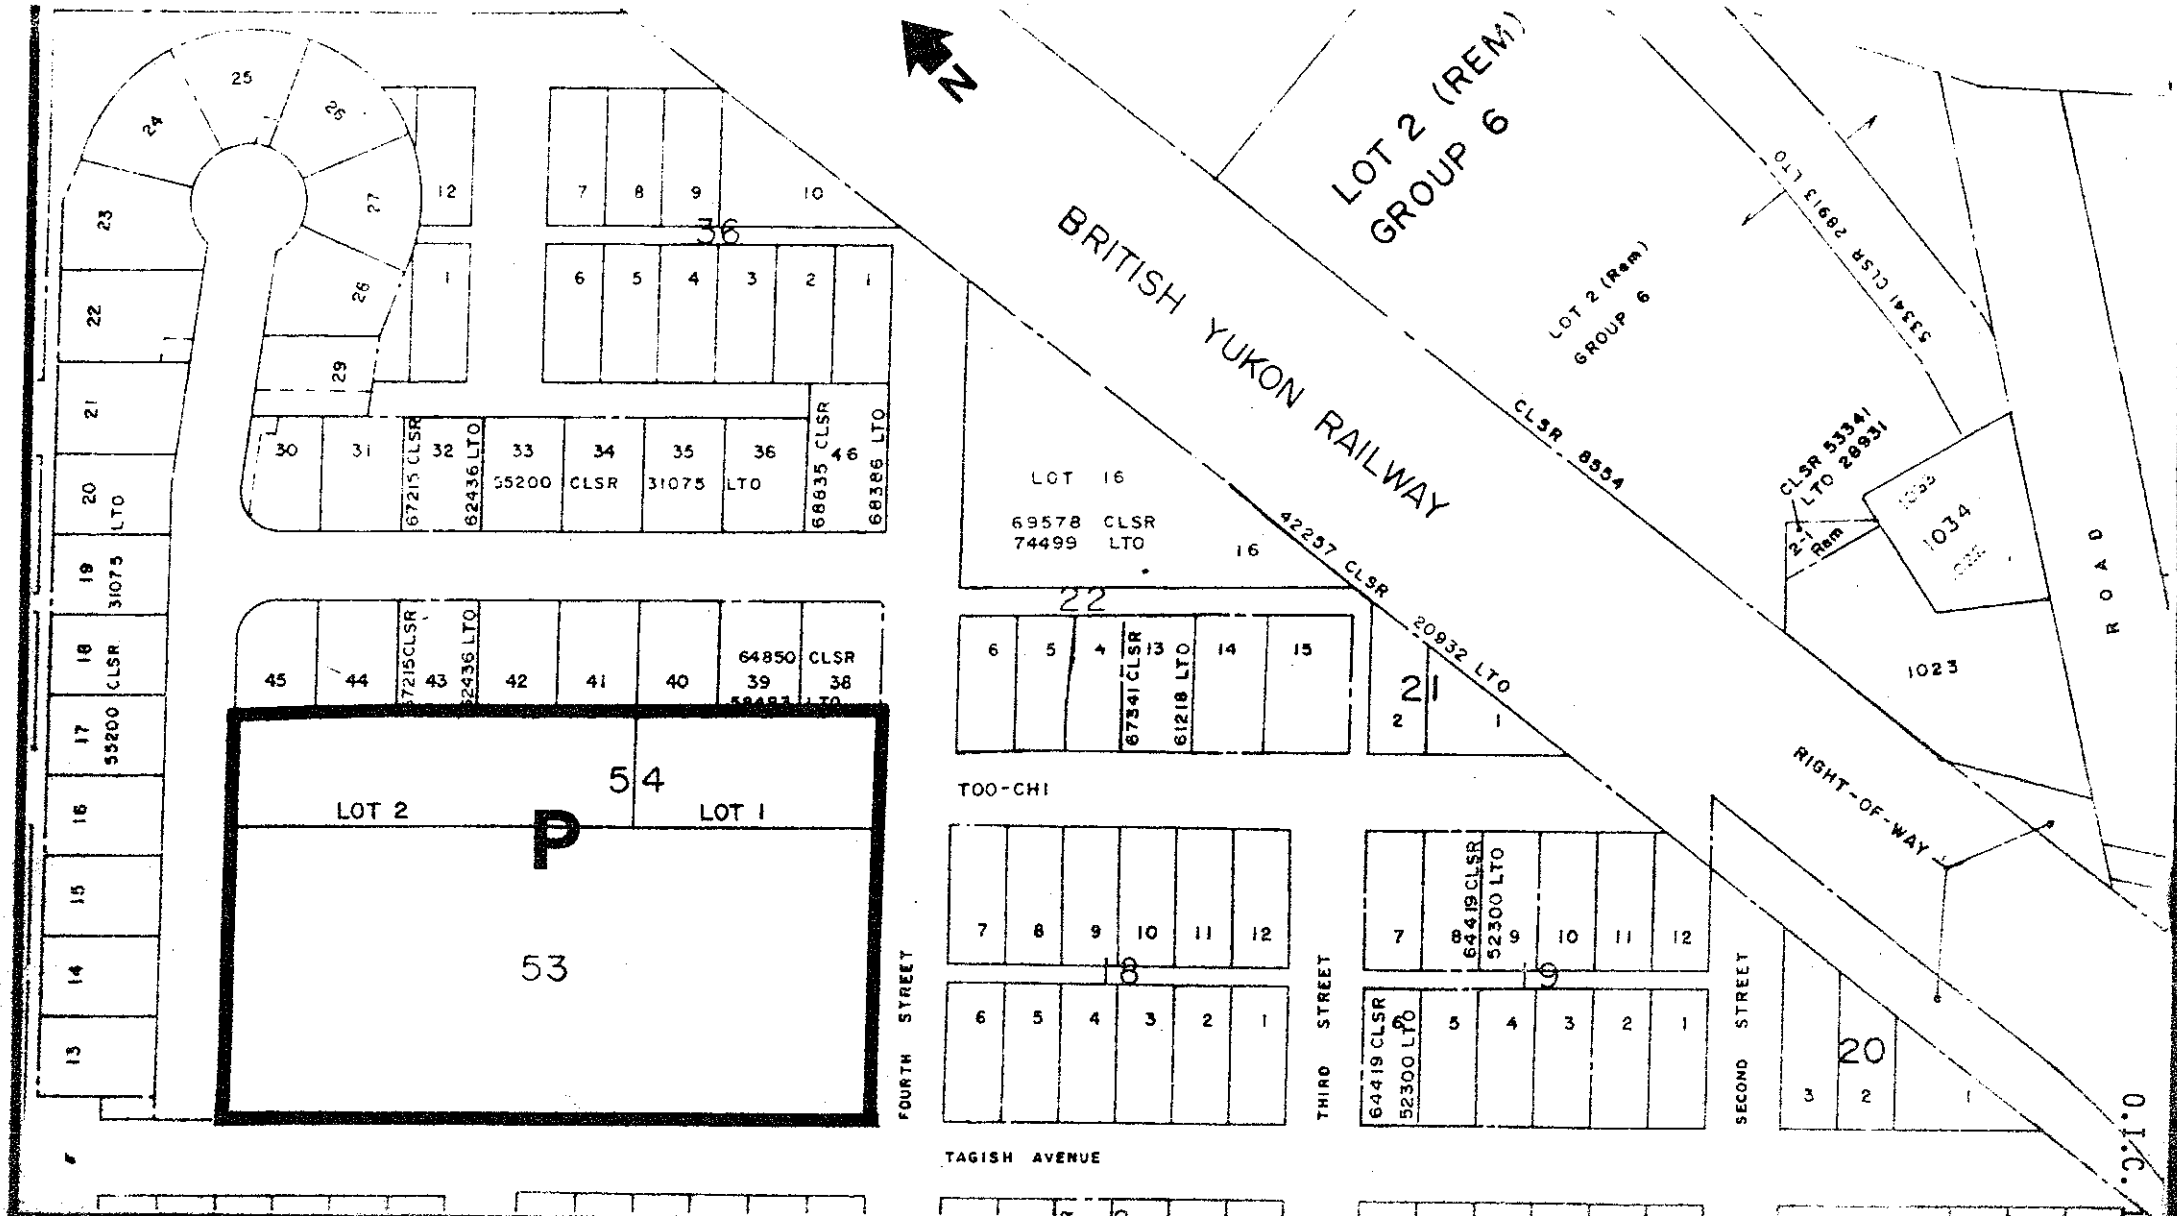 25
24
26
23
27
22
26
21
29
20
19
18
17
16
15
14
13
55200 CLSR 31075 LTO
12
7 8 9 10
36
1
6 5 4 3 2 1
30 31 32 33 34 35 36 46
67215 CLSR
62436 LTO
CLSR 31075 LTO
68835 CLSR
68386 LTO
45 44 43 42 41 40 39 38
64850 CLSR
54
LOT 2
LOT 1
P
53
N
LOT 2 (REM)
GROUP 6
BRITISH YUKON RAILWAY
LOT 2 (Rem)
GROUP 6
53341 CLSR 28913 LTO
CLSR 8554
CLSR 53341
LTO 28931
2-1
Rem
1034
1023
ROAD
LOT 16
69578 CLSR
74499 LTO
16
42257 CLSR 20932 LTO
22
6 5 4 13 14 15
67341 CLSR
61218 LTO
21
2 1
TOO-CHI
RIGHT-OF-WAY
7 8 9 10 11 12
18
6 5 4 3 2 1
7 8 9 10 11 12
64419 CLSR
52300 LTO
19
6 5 4 3 2 1
64419 CLSR
52300 LTO
20
3 2 1
FOURTH STREET
THIRD STREET
SECOND STREET
TAGISH AVENUE
O.I.C.